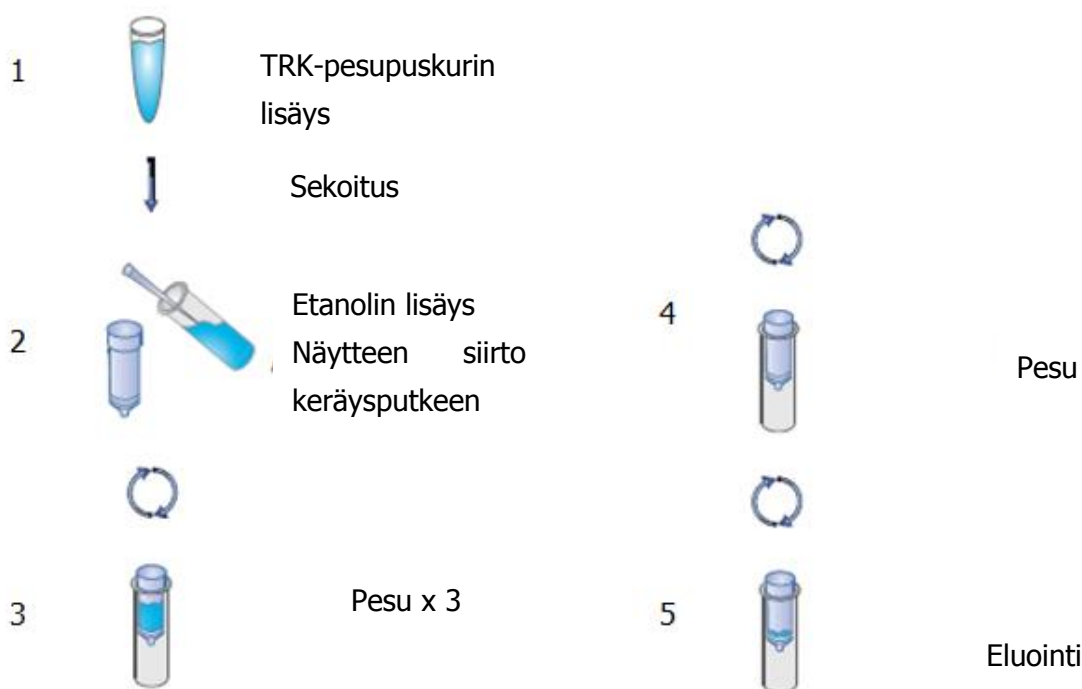 1
TRK-pesupuskurin
lisäys
Sekoitus
2
Etanolin lisäys
Näytteen siirto
keräysputkeen
3
Pesu x 3
4
Pesu
5
Eluointi